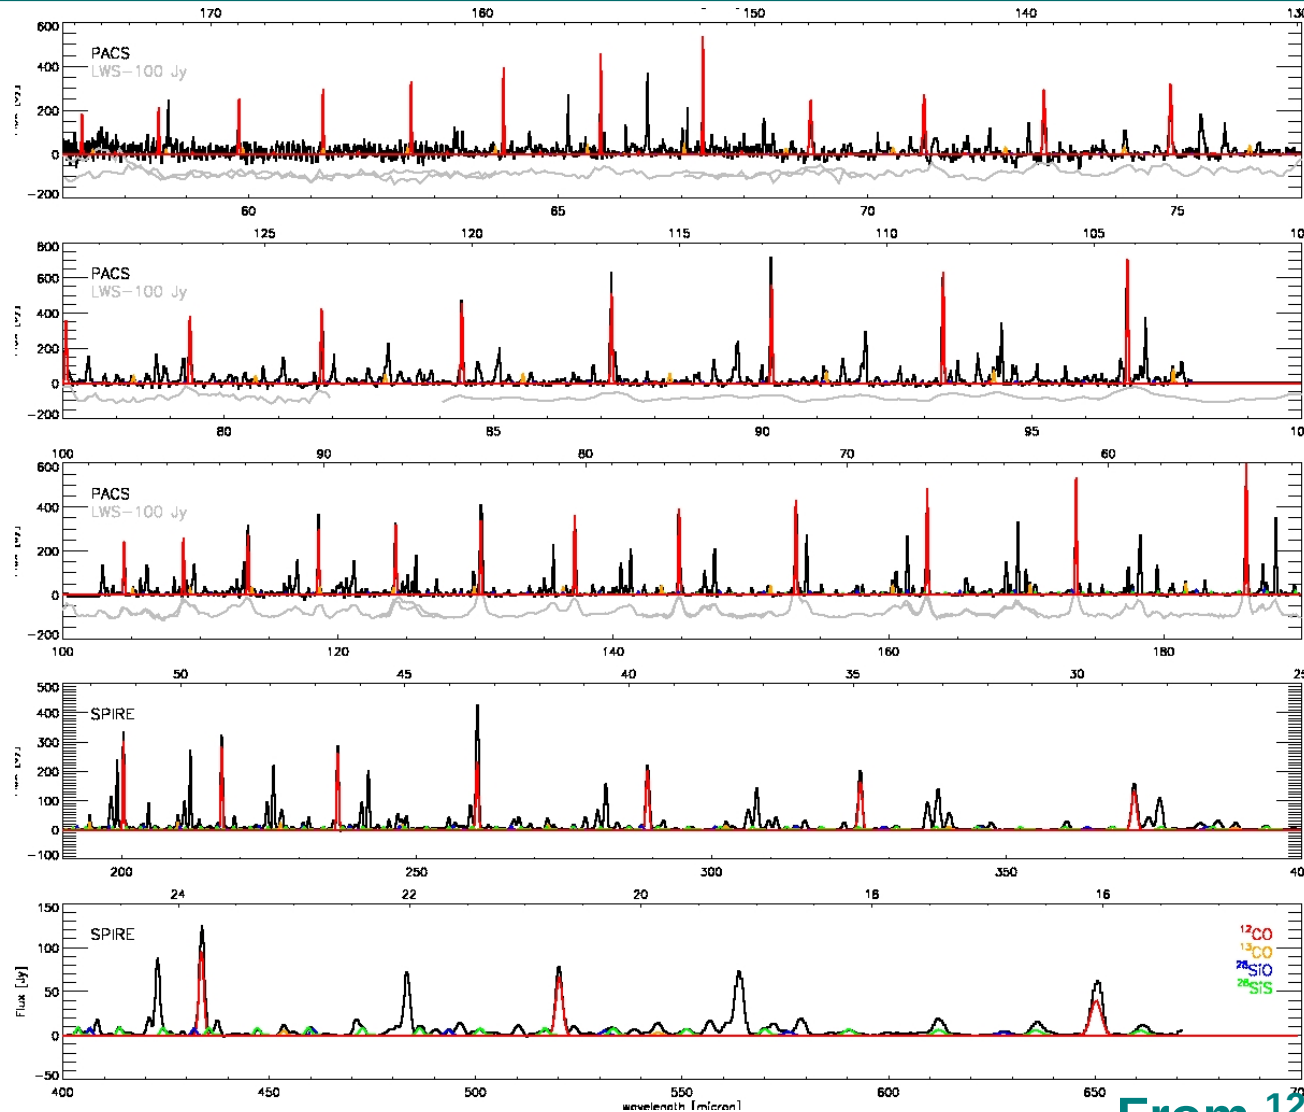 170 160 150 140 130
600
PACS
LWS-100 Jy
400
200
0
-200
60 65 70 75
125 120 115 110 105
800
PACS
LWS-100 Jy
600
400
200
0
-200
80 85 90 95
100 90 80 70 60
600
PACS
LWS-100 Jy
400
200
0
-200
100 120 140 160 180
50 45 40 35 30 25
500
PACS
400
SPIRE
300
200
100
0
-100
200 250 300 350
24 22 20 18 16
150
SPIRE
¹²CO
¹³CO
²⁸SiO
²⁸SiS
100
50
0
-50
Flux [Jy]
400 450 500 550 600 650
wavelength [micron]
From ¹²